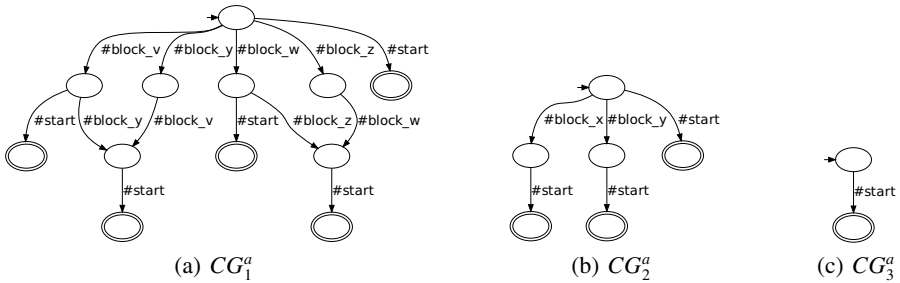 #block_v #block_y #block_w #block_z #start
#block_x #block_y #start
#start #block_y #block_v #start #block_z #block_w
#start #start #start
#start #start
(a) CG₁ᵃ (b) CG₂ᵃ (c) CG₃ᵃ